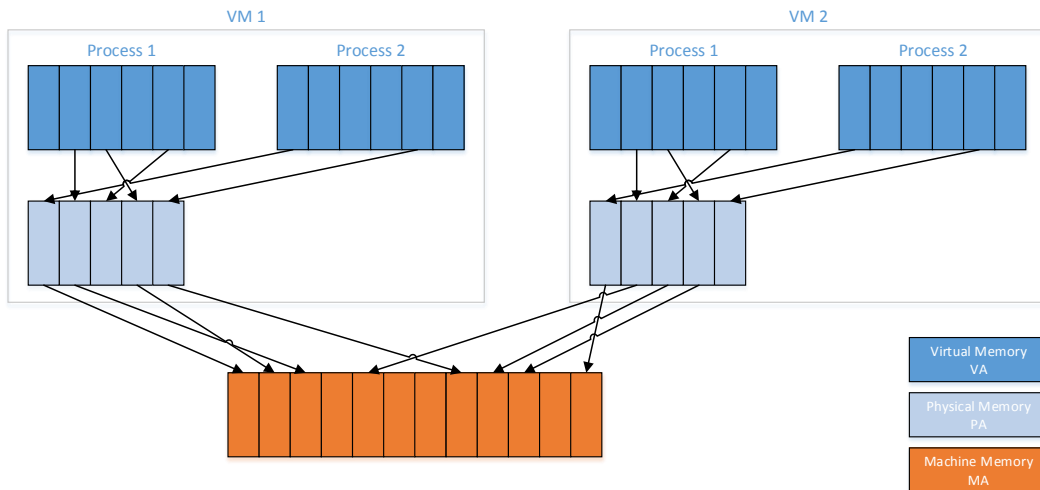 VM 1
VM 2
Process 1
Process 2
Process 1
Process 2
Virtual Memory
VA
Physical Memory
PA
Machine Memory
MA